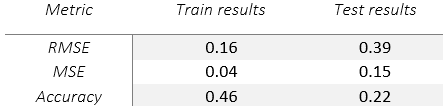 Metric Train results Test results
RMSE 0.16 0.39
MSE 0.04 0.15
Accuracy 0.46 0.22